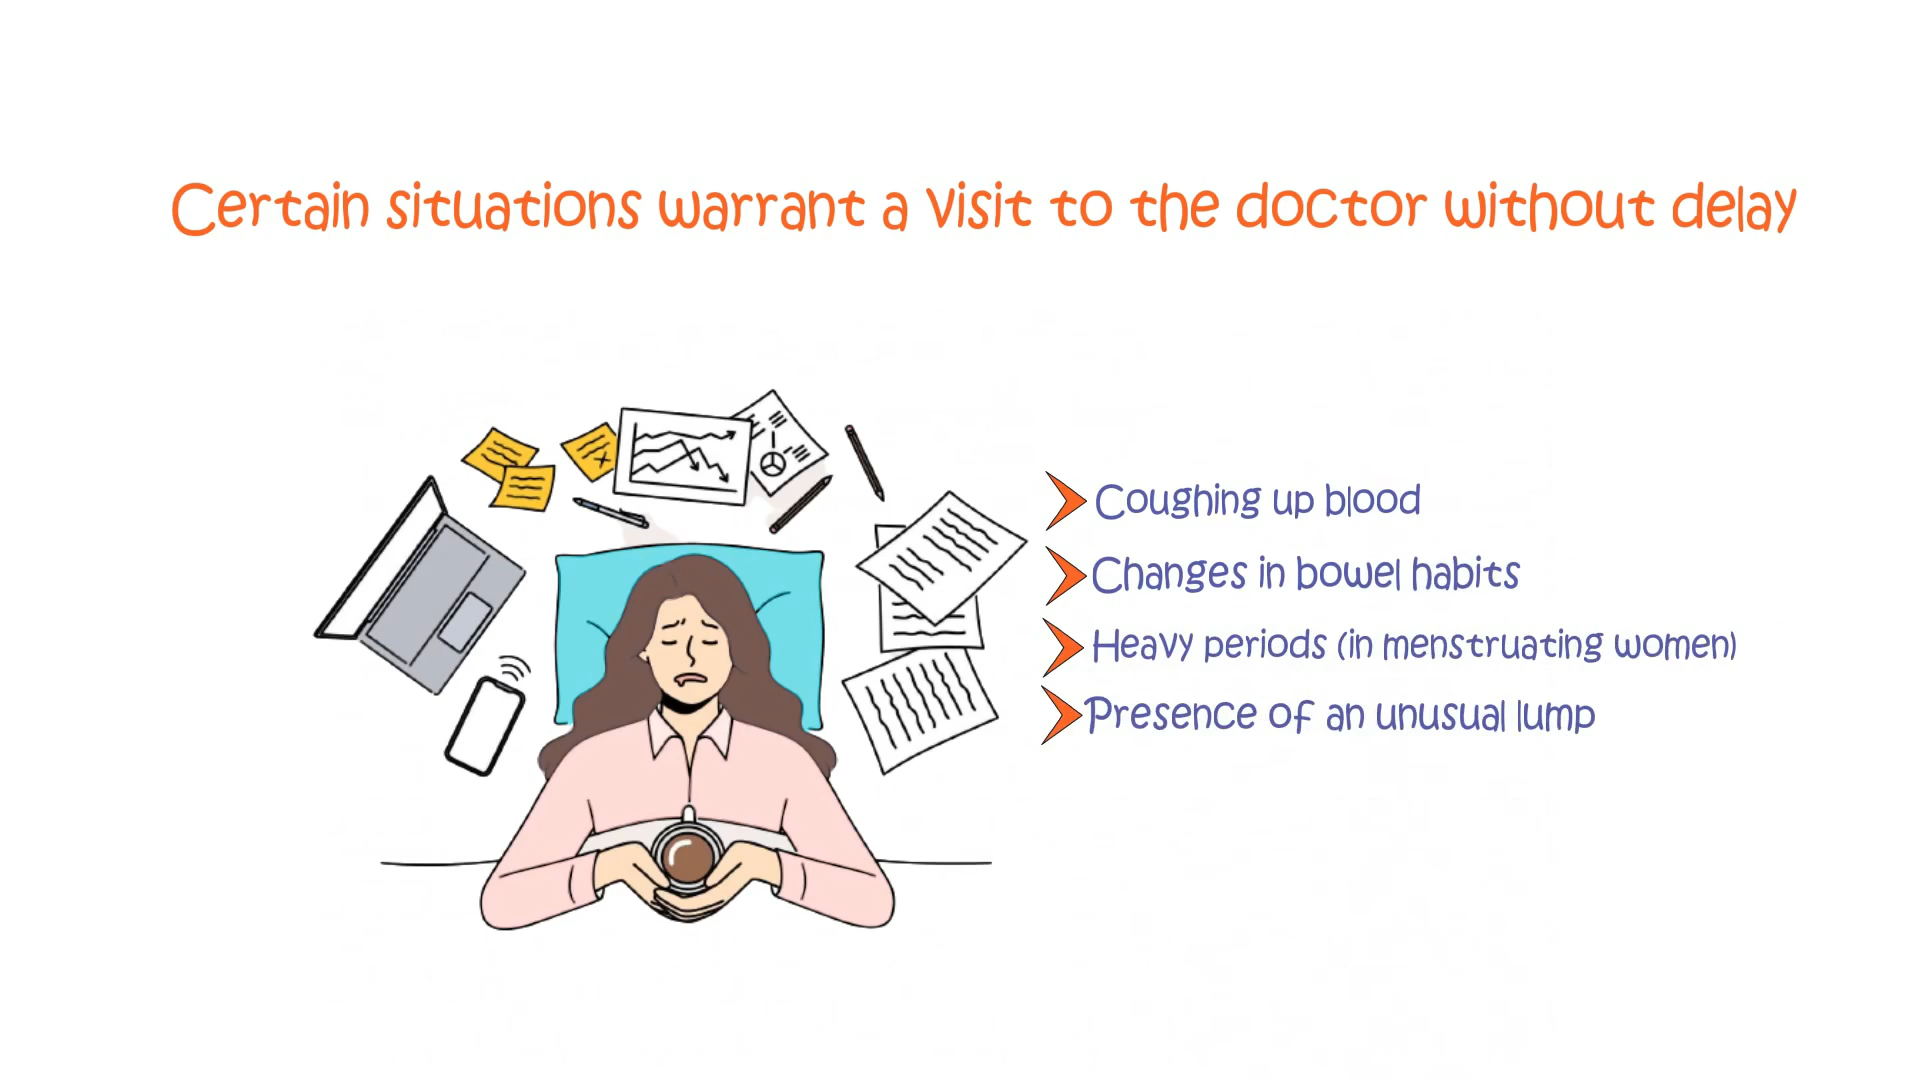 Certain situations warrant a visit to the doctor without delay
Coughing up blood
Changes in bowel habits
Heavy periods (in menstruating women)
Presence of an unusual lump